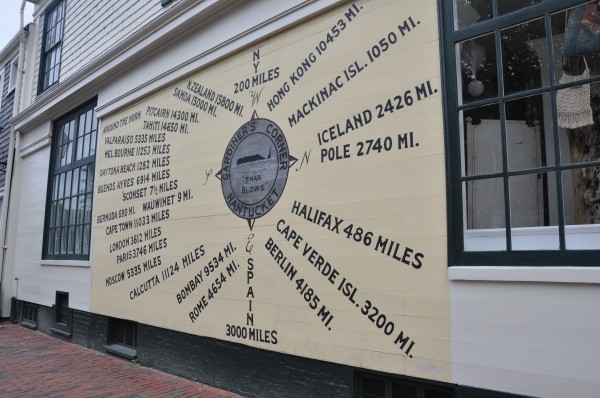 N.Y.
200 MILES
HONG KONG 10453 MI.
MACKINAC ISL. 1050 MI.
ICELAND 2426 MI.
POLE 2740 MI.
HALIFAX 486 MILES
CAPE VERDE ISL. 3200 MI.
BERLIN 4185 MI.
SPAIN
3000 MILES
ROME 4654 MI.
BOMBAY 9534 MI.
CALCUTTA 11124 MILES
MOSCOW 5335 MILES
PARIS 3746 MILES
LONDON 3612 MILES
CAPE TOWN 11033 MILES
BERMUDA 690 MI. WAUWINET 9 MI.
SCONSET 7½ MILES
BUENOS AYRES 6914 MILES
DAYTONA BEACH 1282 MILES
MELBOURNE 11253 MILES
VALPARAISO 5335 MILES
AROUND THE HORN
TAHITI 14650 MI.
PITCAIRN 14300 MI.
SAMOA 15000 MI.
N. ZEALAND 15800 MI.
W
N
S
E
GARDINER'S CORNER
"THAR
BLOWS"
NANTUCKET